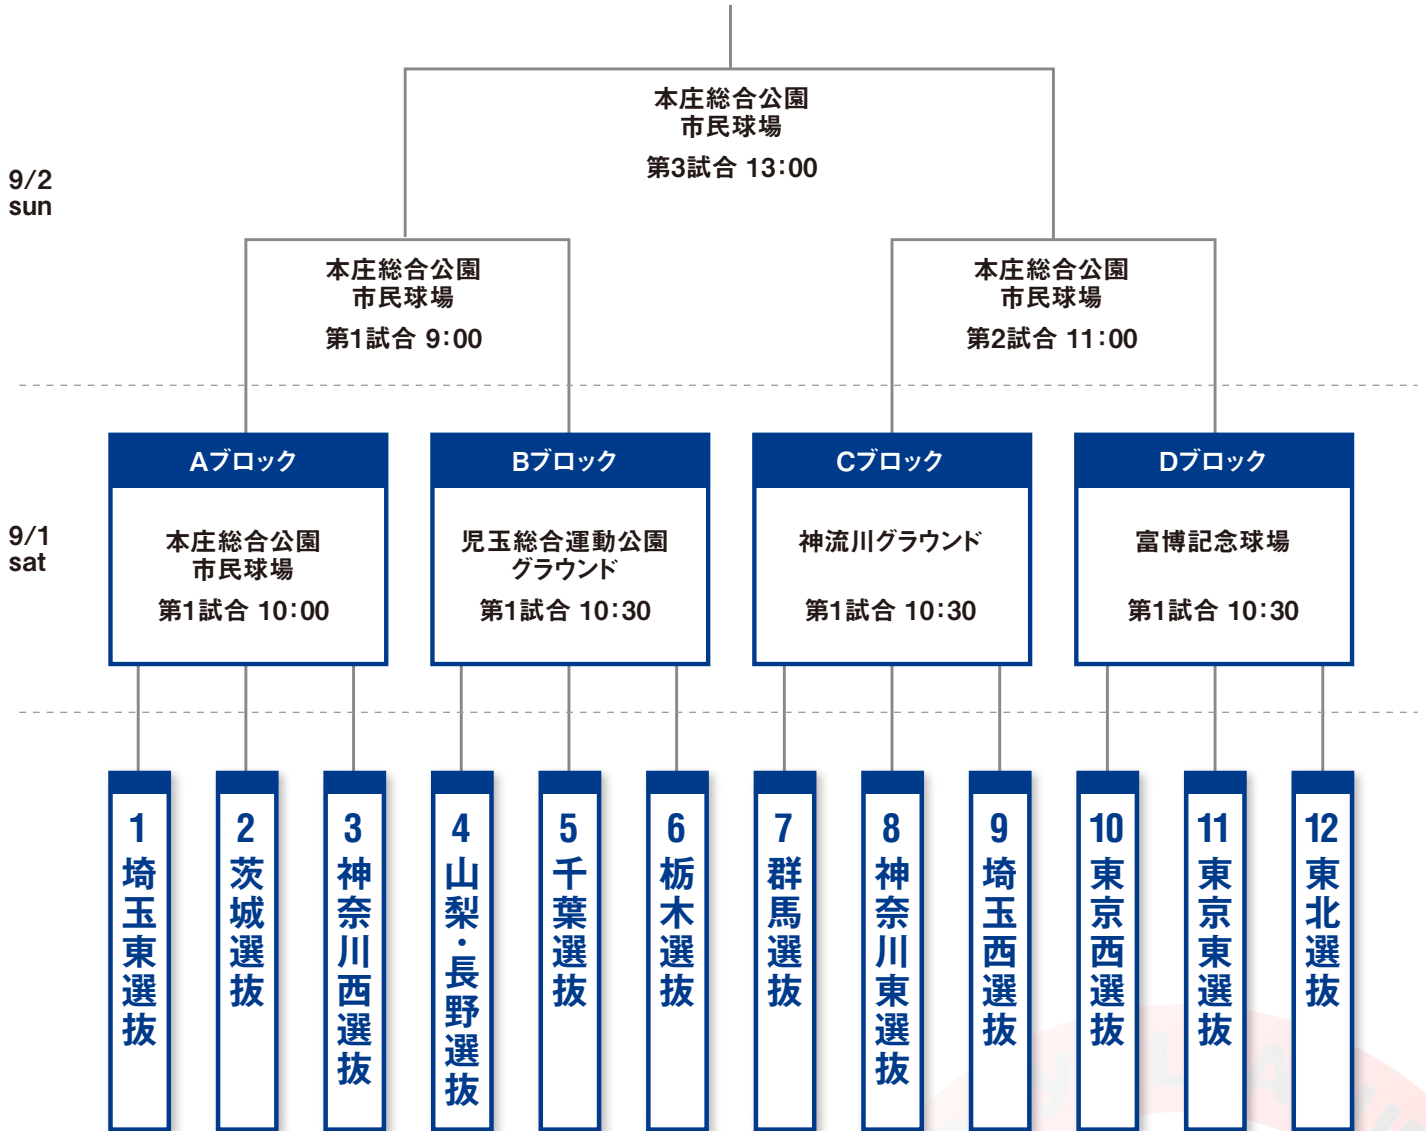 本庄総合公園
市民球場
第3試合 13:00
9/2
sun
本庄総合公園
市民球場
第1試合 9:00
本庄総合公園
市民球場
第2試合 11:00
Aブロック
Bブロック
Cブロック
Dブロック
9/1
sat
本庄総合公園
市民球場
第1試合 10:00
児玉総合運動公園
グラウンド
第1試合 10:30
神流川グラウンド
第1試合 10:30
富博記念球場
第1試合 10:30
1
埼玉東選抜
2
茨城選抜
3
神奈川西選抜
4
山梨・長野選抜
5
千葉選抜
6
栃木選抜
7
群馬選抜
8
神奈川東選抜
9
埼玉西選抜
10
東京西選抜
11
東京東選抜
12
東北選抜